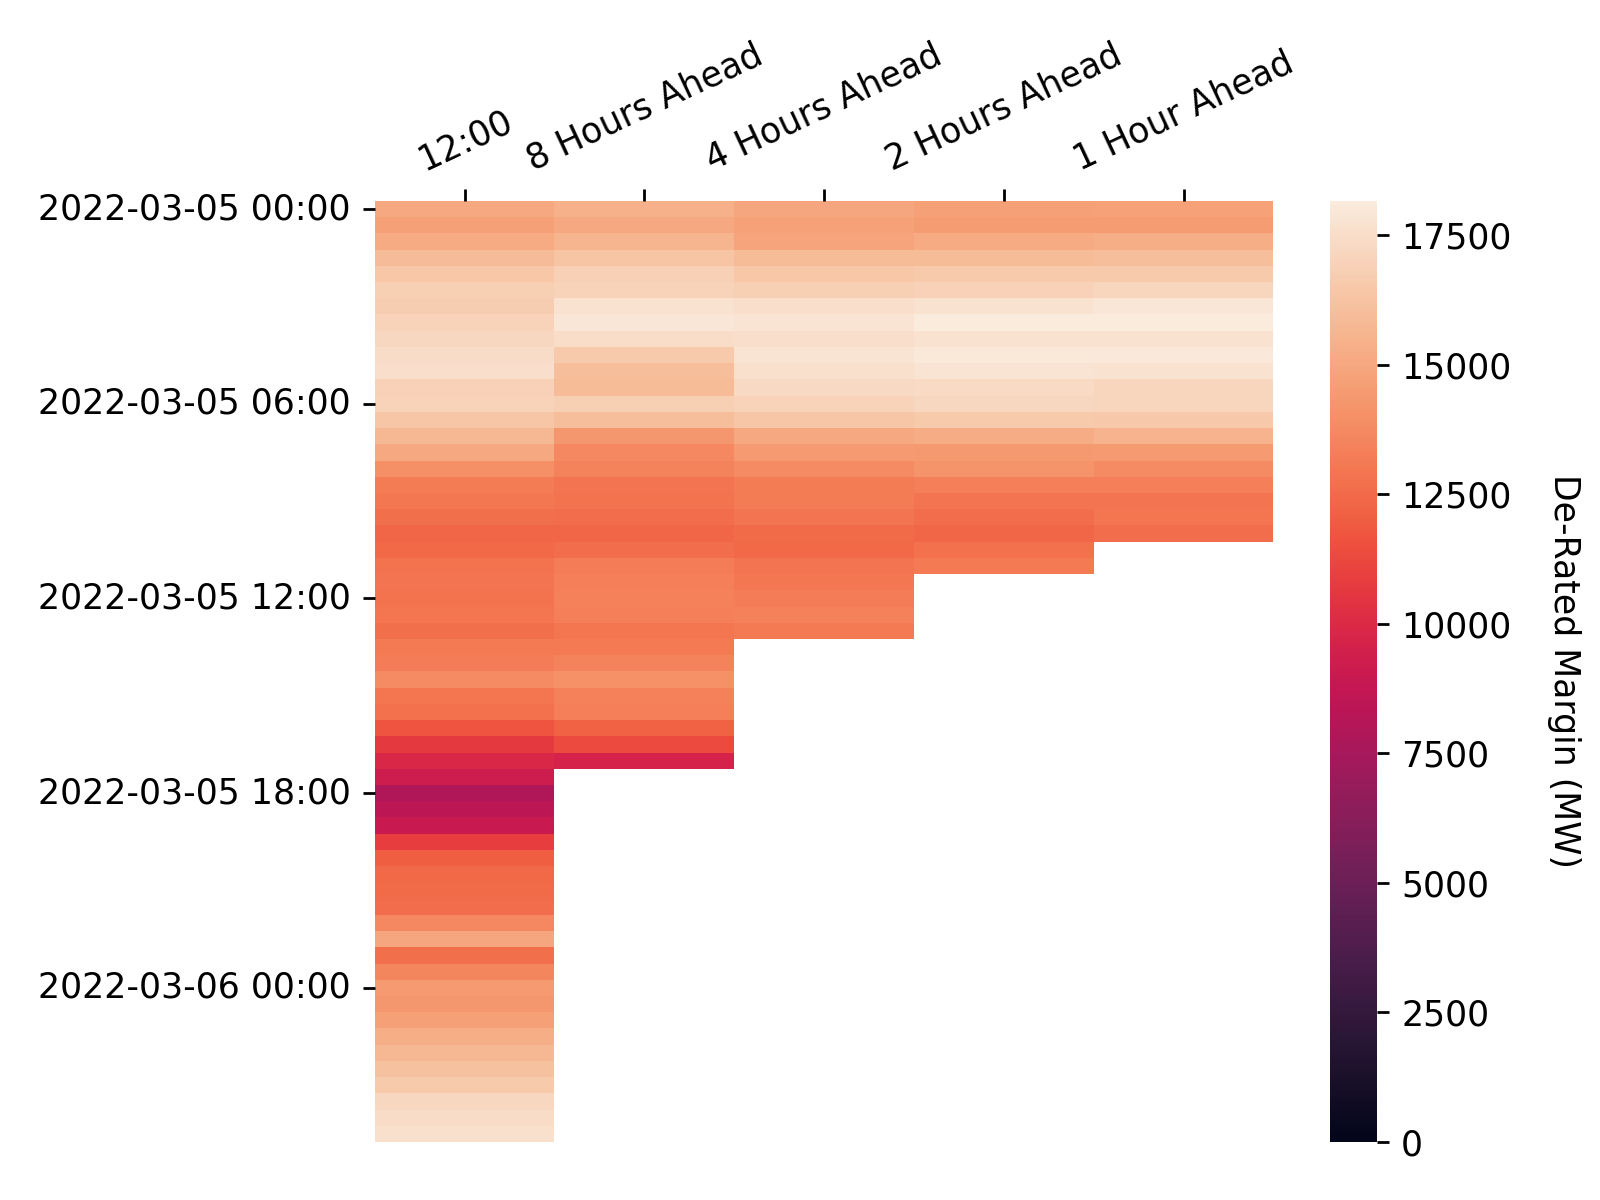 12:00
8 Hours Ahead
4 Hours Ahead
2 Hours Ahead
1 Hour Ahead
2022-03-05 00:00
2022-03-05 06:00
2022-03-05 12:00
2022-03-05 18:00
2022-03-06 00:00
17500
15000
12500
10000
7500
5000
2500
0
De-Rated Margin (MW)